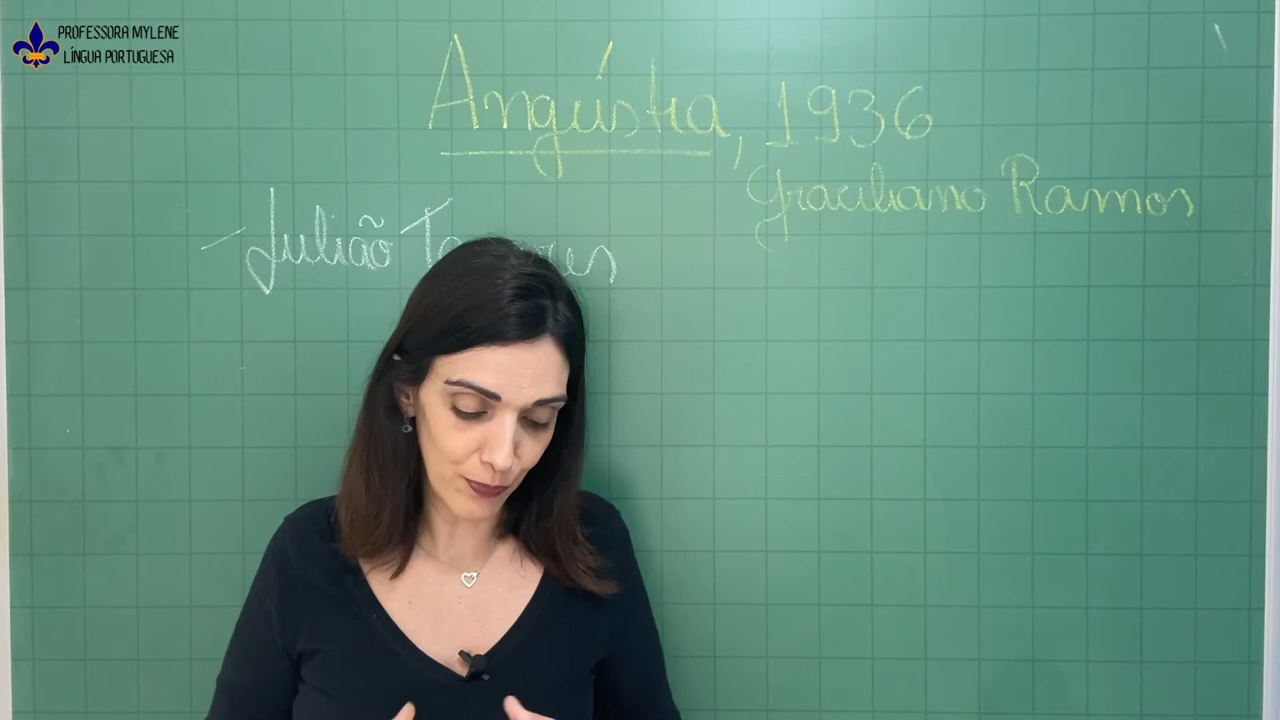 PROFESSORA MYLENE
LÍNGUA PORTUGUESA
Angústia, 1936
Graciliano Ramos
- Julião